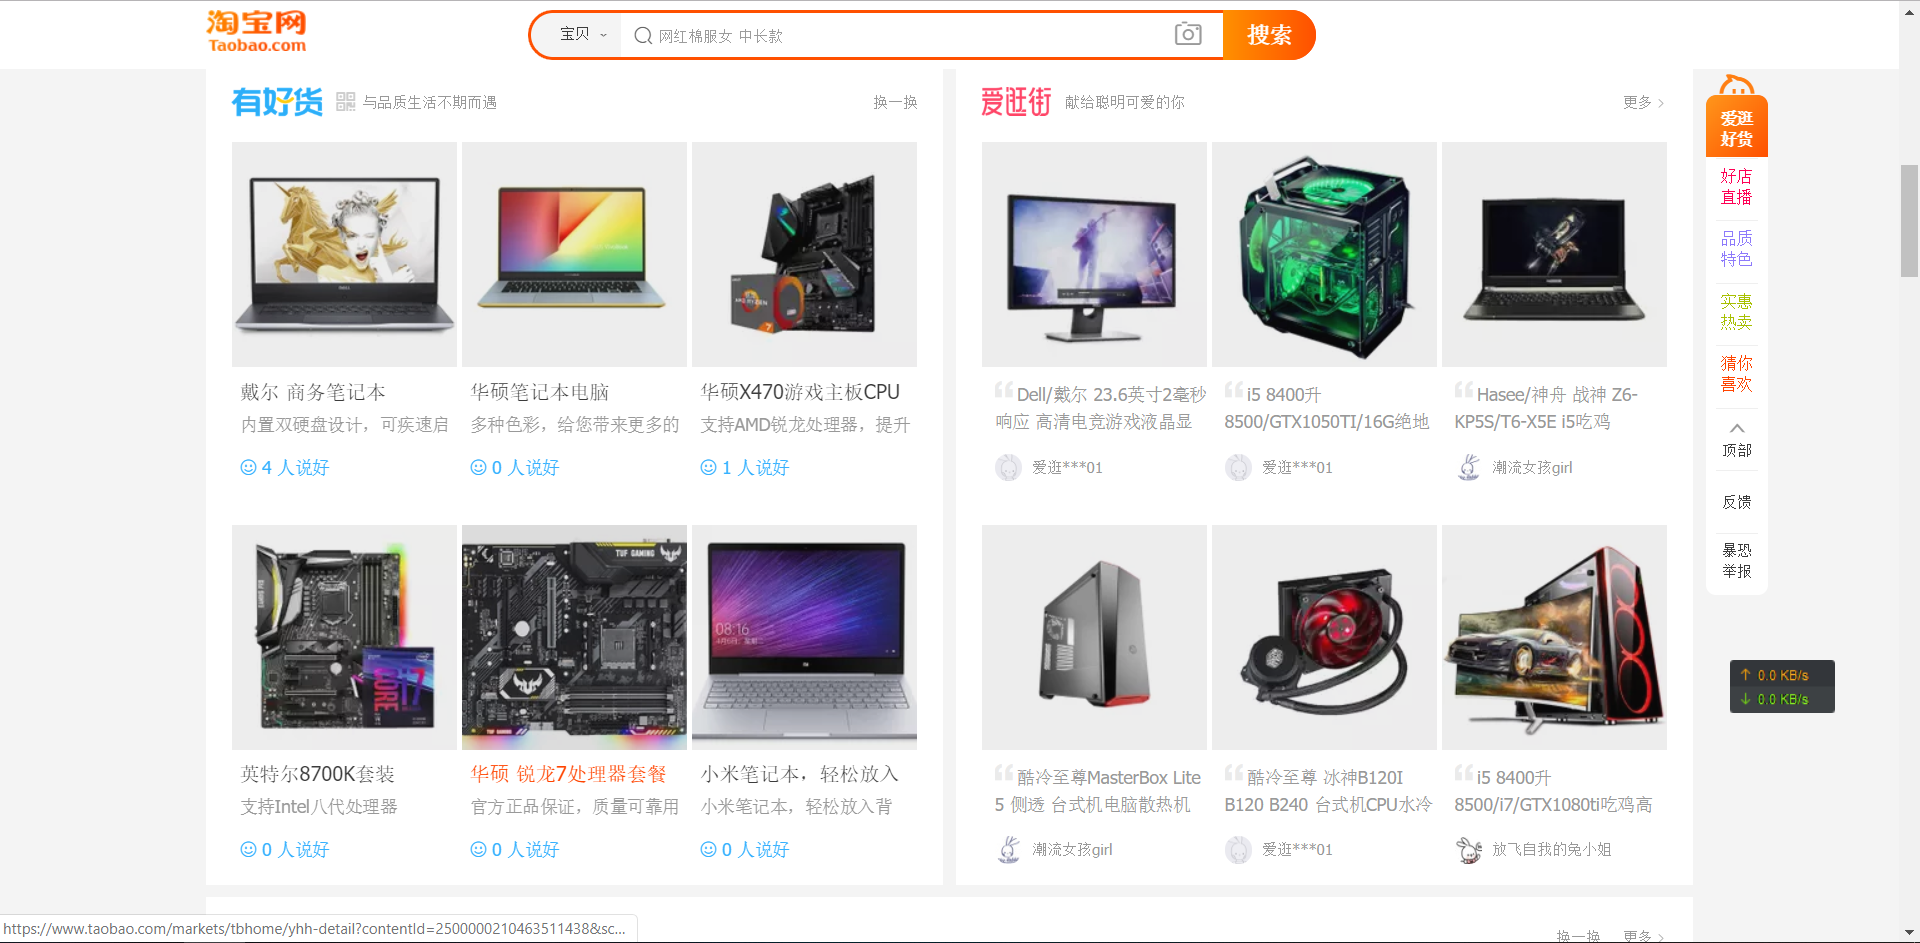 淘宝网
Taobao.com
宝贝
网红棉服女 中长款
搜索
有好货
与品质生活不期而遇
换一换
戴尔 商务笔记本
内置双硬盘设计，可疾速启
4 人说好
华硕笔记本电脑
多种色彩，给您带来更多的
0 人说好
华硕X470游戏主板CPU
支持AMD锐龙处理器，提升
1 人说好
英特尔8700K套装
支持Intel八代处理器
0 人说好
华硕 锐龙7处理器套餐
官方正品保证，质量可靠用
0 人说好
小米笔记本，轻松放入
小米笔记本，轻松放入背
0 人说好
TUF GAMING
08:16
CORE i7
爱逛街
献给聪明可爱的你
更多 >
Dell/戴尔 23.6英寸2毫秒
响应 高清电竞游戏液晶显
爱逛***01
i5 8400升
8500/GTX1050TI/16G绝地
爱逛***01
Hasee/神舟 战神 Z6-
KP5S/T6-X5E i5吃鸡
潮流女孩girl
酷冷至尊MasterBox Lite
5 侧透 台式机电脑散热机
潮流女孩girl
酷冷至尊 冰神B120I
B120 B240 台式机CPU水冷
爱逛***01
i5 8400升
8500/i7/GTX1080ti吃鸡高
放飞自我的兔小姐
爱逛
好货
好店
直播
品质
特色
实惠
热卖
猜你
喜欢
顶部
反馈
暴恐
举报
↑ 0.0 KB/s
↓ 0.0 KB/s
换一换
更多 >
https://www.taobao.com/markets/tbhome/yhh-detail?contentId=2500000210463511438&sc...